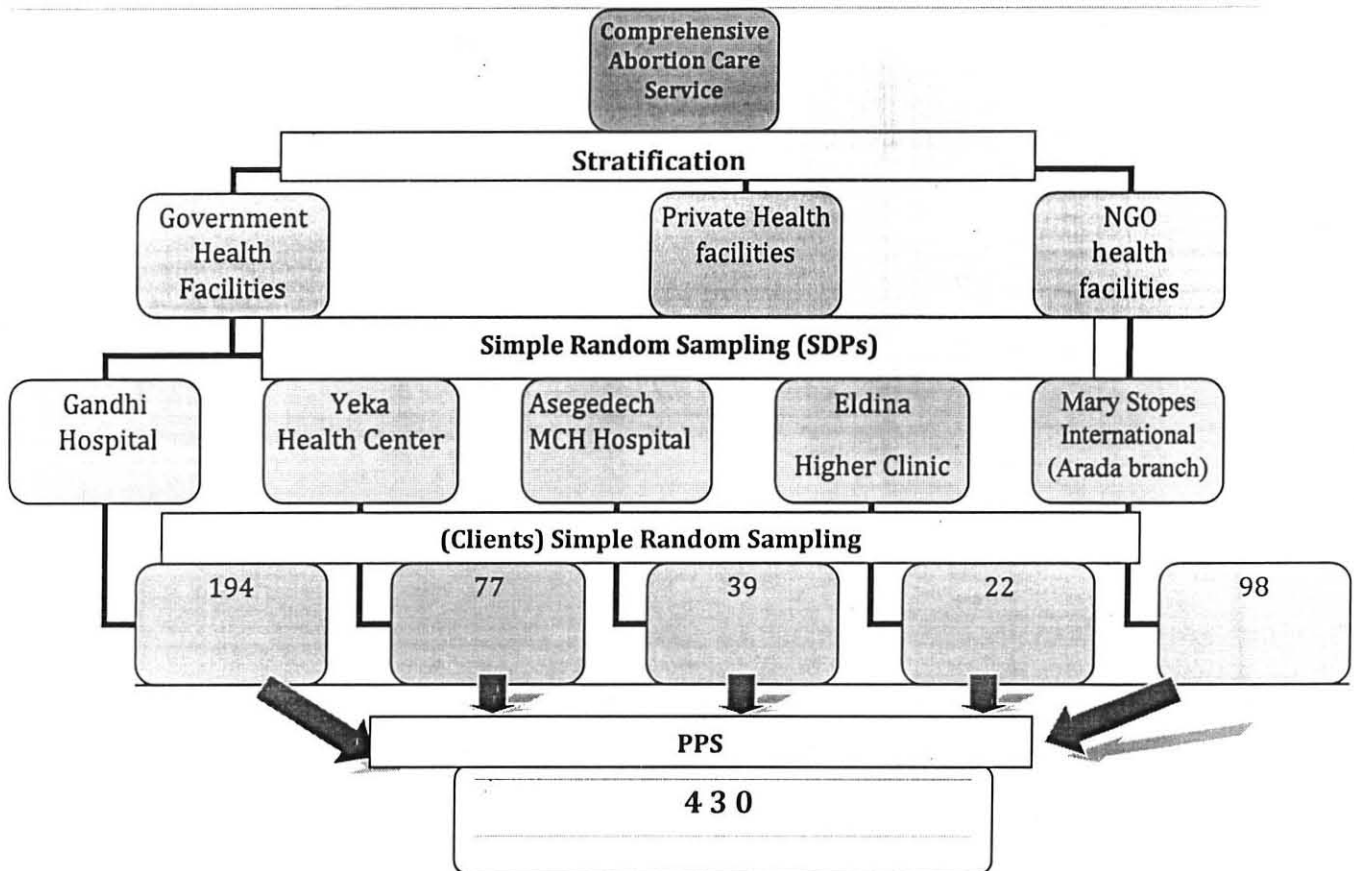 Comprehensive
Abortion Care
Service
Stratification
Government
Health
Facilities
Private Health
facilities
NGO
health
facilities
Simple Random Sampling (SDPs)
Gandhi
Hospital
Yeka
Health Center
Asegedech
MCH Hospital
Eldina
Higher Clinic
Mary Stopes
International
(Arada branch)
(Clients) Simple Random Sampling
194
77
39
22
98
PPS
4 3 0